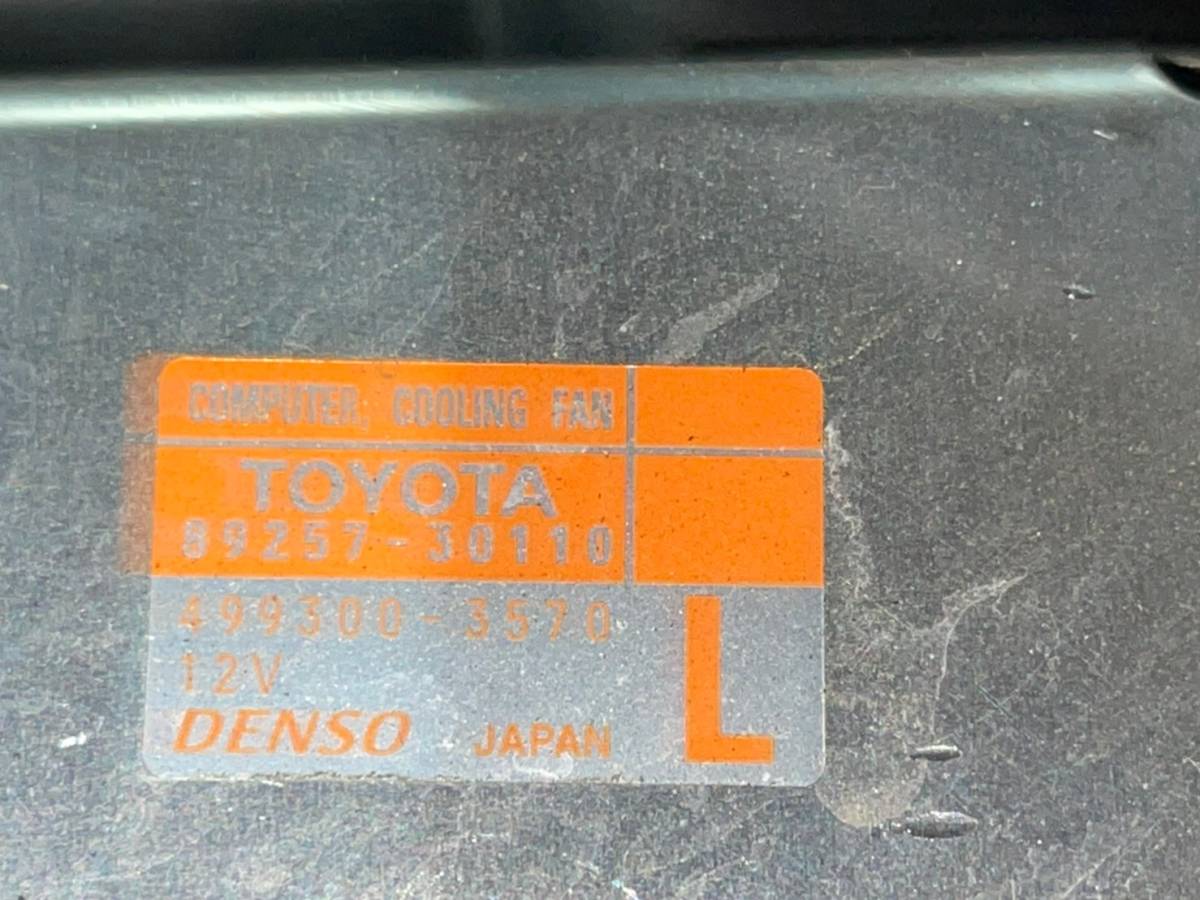 COMPUTER, COOLING FAN
TOYOTA
89257-30110
499300-3570
12V
DENSO JAPAN
L